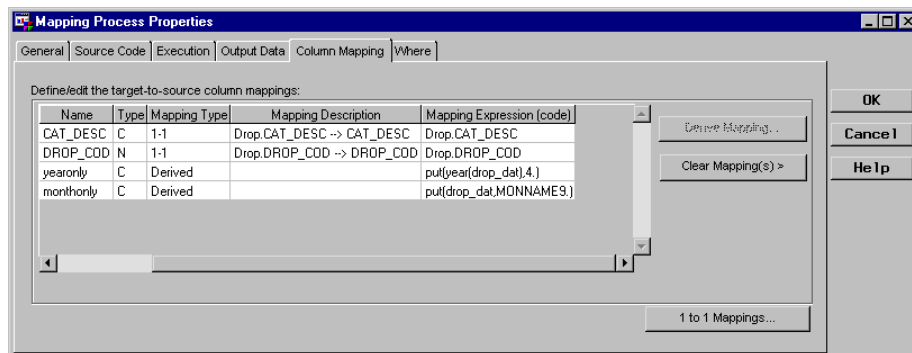 Mapping Process Properties
General Source Code Execution Output Data Column Mapping Where
Define/edit the target-to-source column mappings:
Name Type Mapping Type Mapping Description Mapping Expression (code)
CAT_DESC C 1-1 Drop.CAT_DESC --> CAT_DESC Drop.CAT_DESC
DROP_COD N 1-1 Drop.DROP_COD --> DROP_COD Drop.DROP_COD
yearonly C Derived put(year(drop_dat),4.)
monthonly C Derived put(drop_dat,MONNAME9.)
Derive Mapping...
Clear Mapping(s) >
1 to 1 Mappings...
OK
Cancel
Help